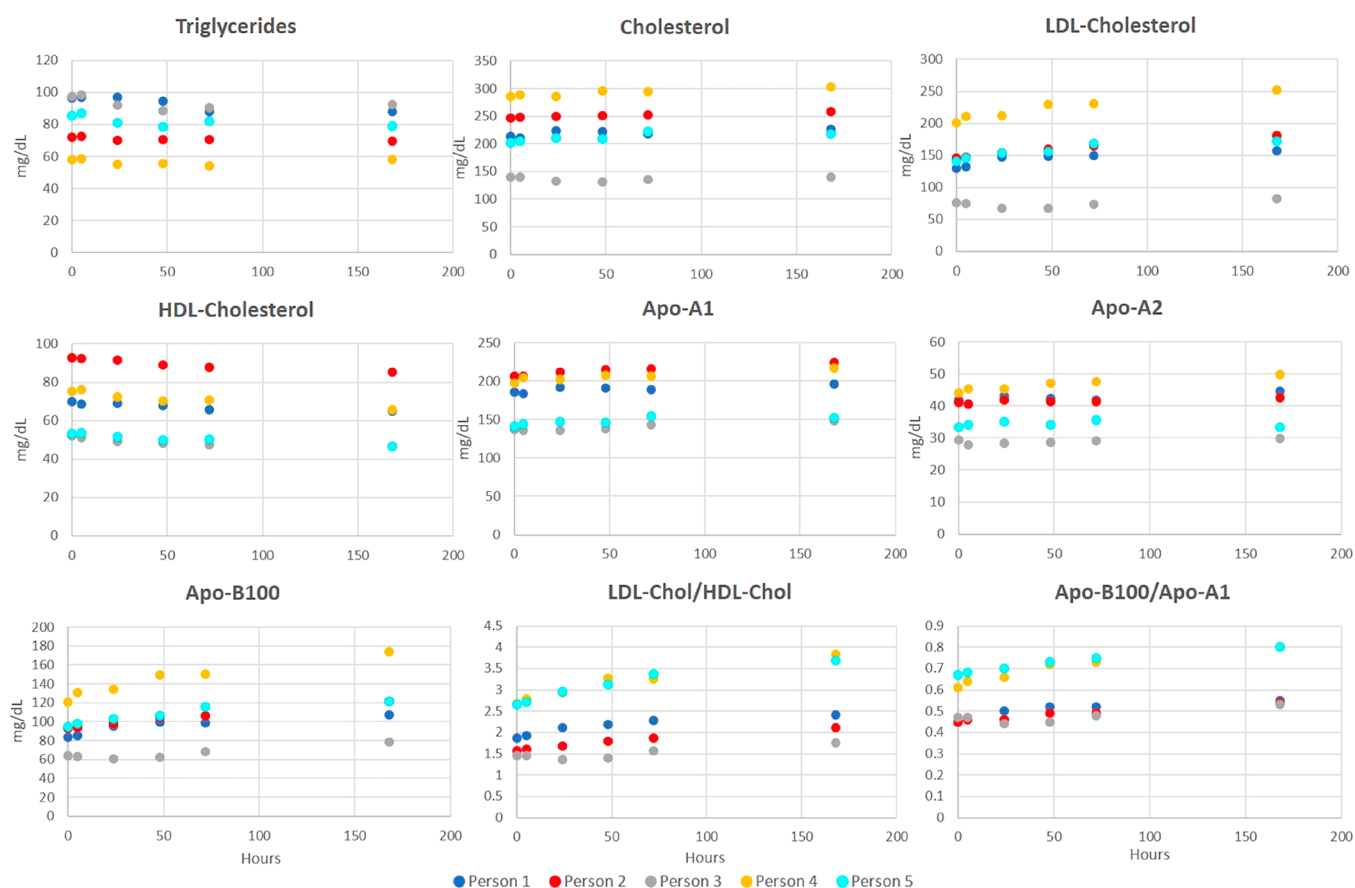 Triglycerides
120
100
80
60
40
20
0
mg/dL
0 50 100 150 200
Cholesterol
350
300
250
200
150
100
50
0
mg/dL
0 50 100 150 200
LDL-Cholesterol
300
250
200
150
100
50
0
mg/dL
0 50 100 150 200
HDL-Cholesterol
100
80
60
40
20
0
mg/dL
0 50 100 150 200
Apo-A1
250
200
150
100
50
0
mg/dL
0 50 100 150 200
Apo-A2
60
50
40
30
20
10
0
mg/dL
0 50 100 150 200
Apo-B100
200
180
160
140
120
100
80
60
40
20
0
mg/dL
0 50 100 150 200
Hours
LDL-Chol/HDL-Chol
4.5
4
3.5
3
2.5
2
1.5
1
0.5
0
0 50 100 150 200
Hours
Apo-B100/Apo-A1
0.9
0.8
0.7
0.6
0.5
0.4
0.3
0.2
0.1
0
0 50 100 150 200
Hours
Person 1 Person 2 Person 3 Person 4 Person 5